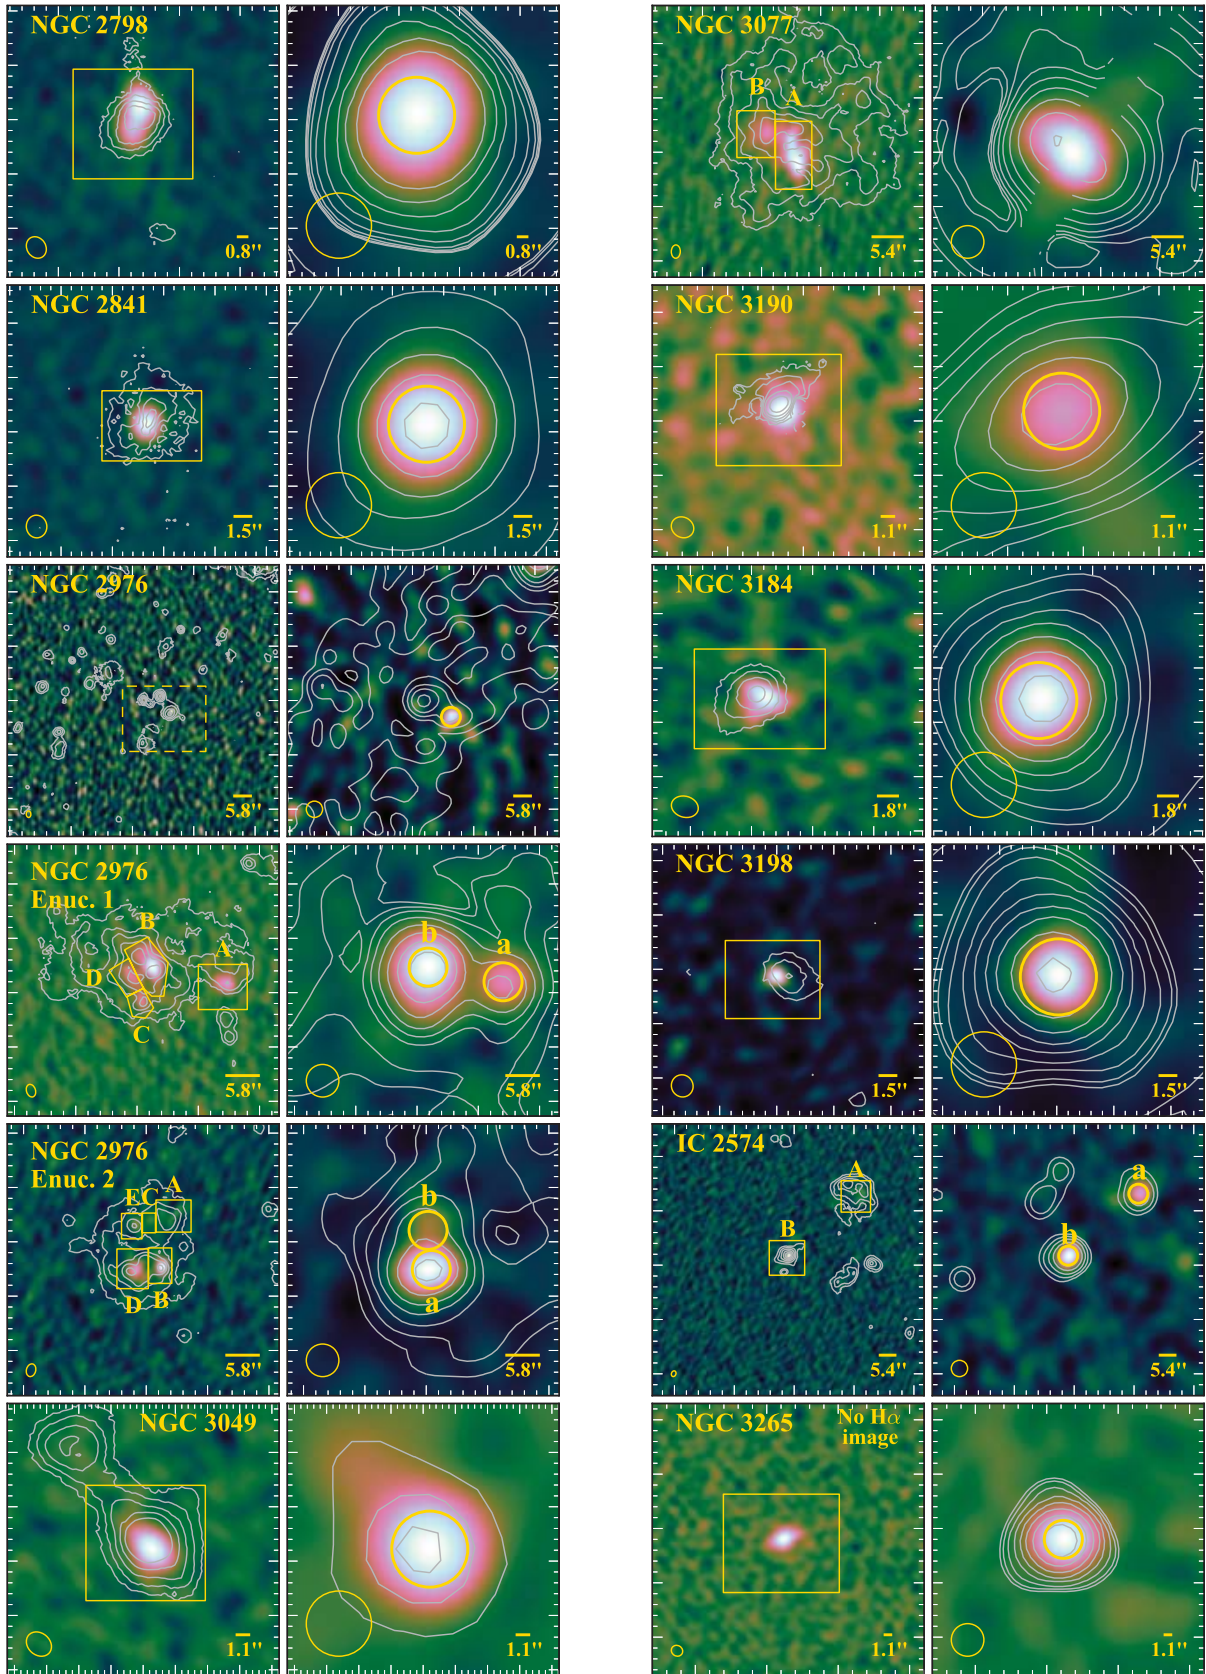 NGC 2798
0.8"
0.8"
NGC 3077
B
A
5.4"
5.4"
NGC 2841
1.5"
1.5"
NGC 3190
1.1"
1.1"
NGC 2976
5.8"
5.8"
NGC 3184
1.8"
1.8"
NGC 2976
Enuc. 1
B
A
D
C
5.8"
b
a
5.8"
NGC 3198
1.5"
1.5"
NGC 2976
Enuc. 2
A
EC
D
B
5.8"
b
a
5.8"
IC 2574
A
B
5.4"
a
b
5.4"
NGC 3049
1.1"
1.1"
NGC 3265
No Hα
image
1.1"
1.1"